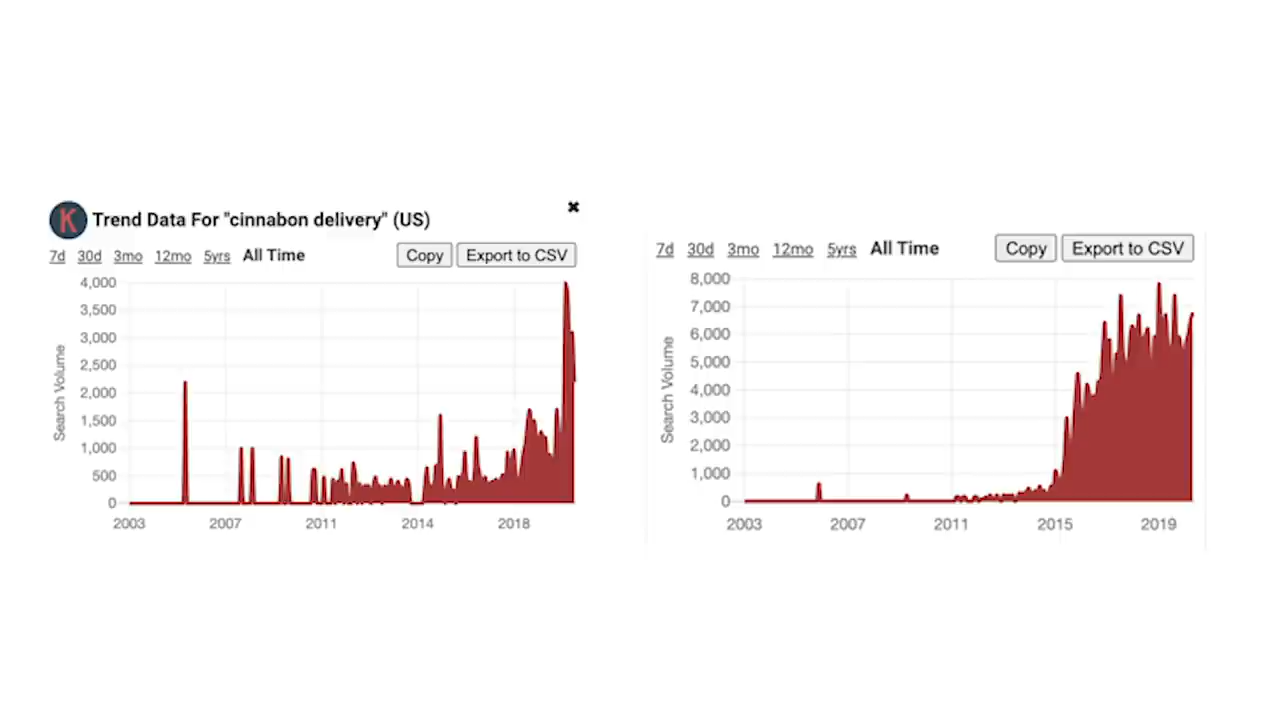 K Trend Data For "cinnabon delivery" (US) ✖
7d 30d 3mo 12mo 5yrs All Time Copy Export to CSV
4,000
3,500
3,000
2,500
2,000
1,500
1,000
500
0
Search Volume
2003 2007 2011 2014 2018
7d 30d 3mo 12mo 5yrs All Time Copy Export to CSV
8,000
7,000
6,000
5,000
4,000
3,000
2,000
1,000
0
Search Volume
2003 2007 2011 2015 2019